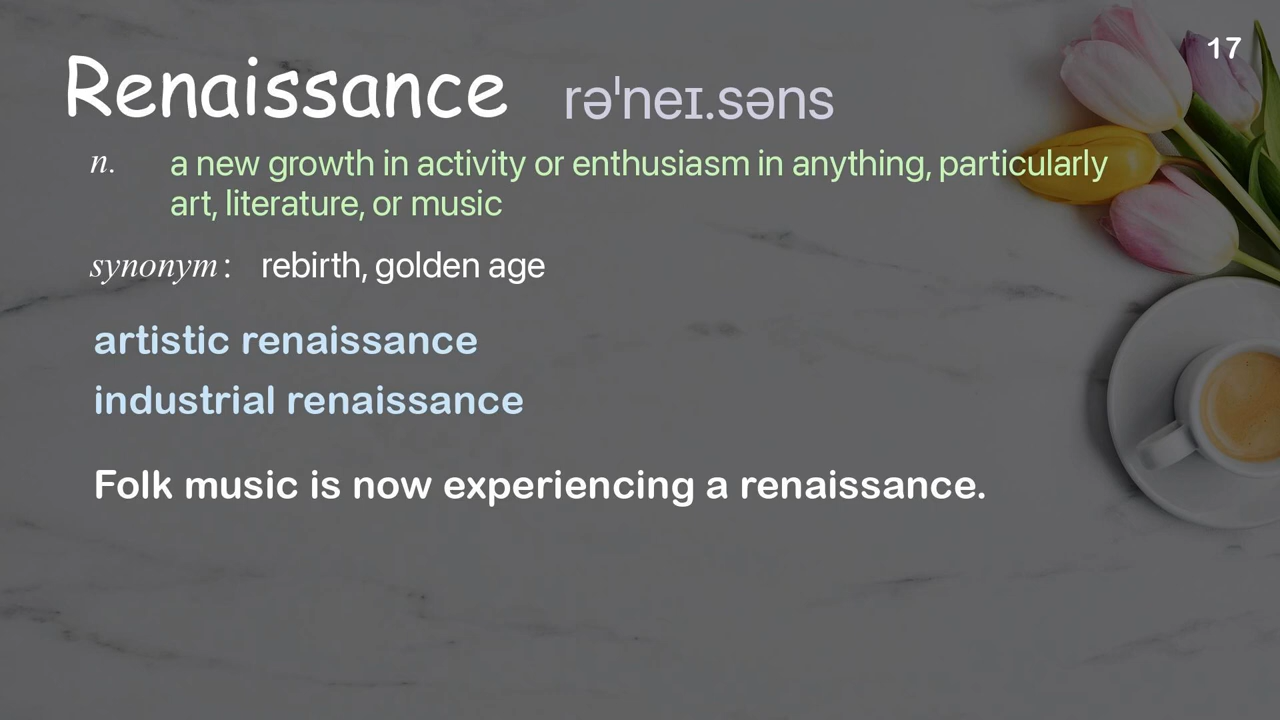 17
Renaissance rəˈneɪ.səns
n. a new growth in activity or enthusiasm in anything, particularly
art, literature, or music
synonym : rebirth, golden age
artistic renaissance
industrial renaissance
Folk music is now experiencing a renaissance.